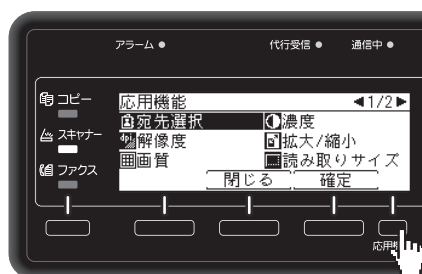 アラーム ● 代行受信 ● 通信中 ●
コピー
スキャナー
ファクス
応用機能 ◀1/2▶
宛先選択 濃度
解像度 拡大/縮小
画質 読み取りサイズ
閉じる 確定
応用